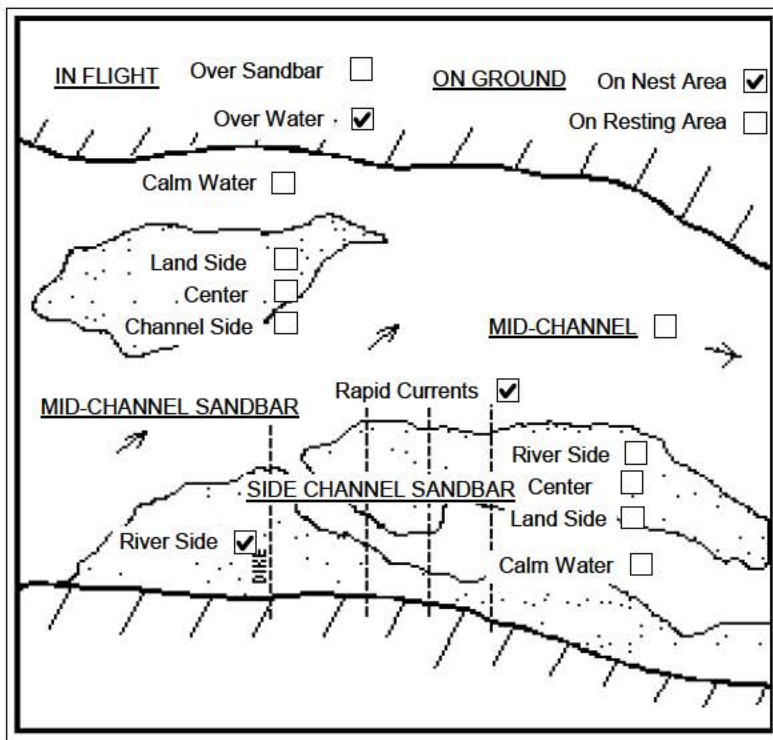 IN FLIGHT Over Sandbar ON GROUND On Nest Area
Over Water On Resting Area
Calm Water
Land Side
Center
Channel Side
MID-CHANNEL
Rapid Currents
MID-CHANNEL SANDBAR
River Side
SIDE CHANNEL SANDBAR Center
Land Side
River Side
DIKE
Calm Water